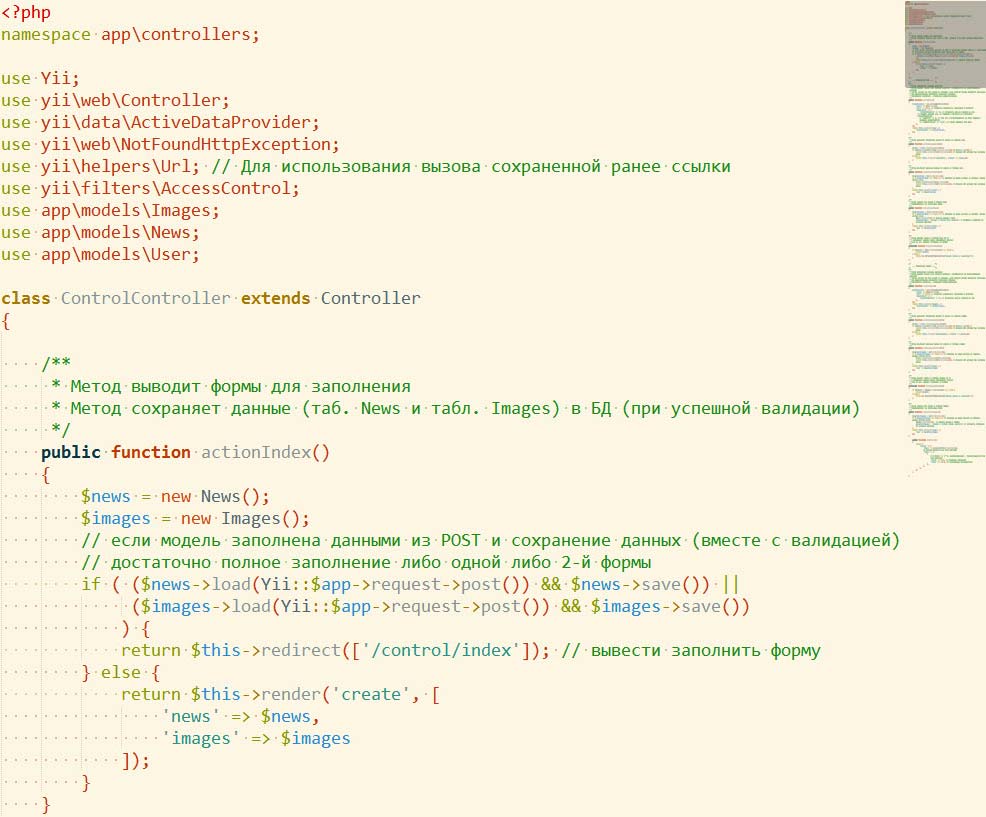 <?php
namespace app\controllers;
use Yii;
use yii\web\Controller;
use yii\data\ActiveDataProvider;
use yii\web\NotFoundHttpException;
use yii\helpers\Url; // Для использования вызова сохраненной ранее ссылки
use yii\filters\AccessControl;
use app\models\Images;
use app\models\News;
use app\models\User;
class ControlController extends Controller
{
    /**
     * Метод выводит формы для заполнения
     * Метод сохраняет данные (таб. News и табл. Images) в БД (при успешной валидации)
     */
    public function actionIndex()
    {
        $news = new News();
        $images = new Images();
        // если модель заполнена данными из POST и сохранение данных (вместе с валидацией)
        // достаточно полное заполнение либо одной либо 2-й формы
        if ( ($news->load(Yii::$app->request->post()) && $news->save()) ||
             ($images->load(Yii::$app->request->post()) && $images->save())
            ) {
            return $this->redirect(['/control/index']); // вывести заполнить форму
        } else {
            return $this->render('create', [
                'news' => $news,
                'images' => $images
            ]);
        }
    }